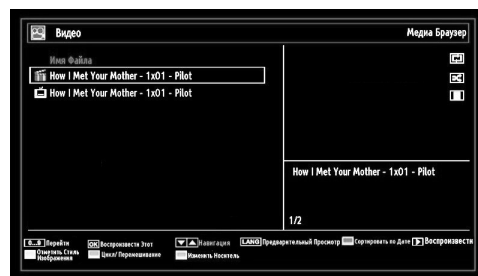 Видео Медиа Браузер
Имя Файла
How I Met Your Mother - 1x01 - Pilot
How I Met Your Mother - 1x01 - Pilot
How I Met Your Mother - 1x01 - Pilot
1/2
0...9 Перейти OK Воспроизвести Этот Навигация LANG Предварительный Просмотр Сортировать по Дате Воспроизвести
Отметить Стиль Изображения Цикл/ Перемешивание Изменить Носитель